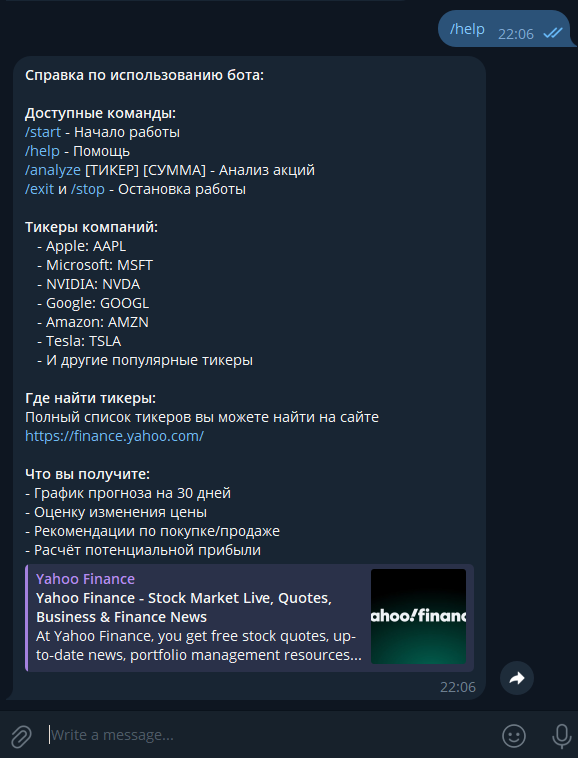 /help 22:06
Справка по использованию бота:
Доступные команды:
/start - Начало работы
/help - Помощь
/analyze [ТИКЕР] [СУММА] - Анализ акций
/exit и /stop - Остановка работы
Тикеры компаний:
- Apple: AAPL
- Microsoft: MSFT
- NVIDIA: NVDA
- Google: GOOGL
- Amazon: AMZN
- Tesla: TSLA
- И другие популярные тикеры
Где найти тикеры:
Полный список тикеров вы можете найти на сайте
https://finance.yahoo.com/
Что вы получите:
- График прогноза на 30 дней
- Оценку изменения цены
- Рекомендации по покупке/продаже
- Расчёт потенциальной прибыли
Yahoo Finance
Yahoo Finance - Stock Market Live, Quotes,
Business & Finance News
At Yahoo Finance, you get free stock quotes, up-
to-date news, portfolio management resources...
ahoo!financ
22:06
Write a message...